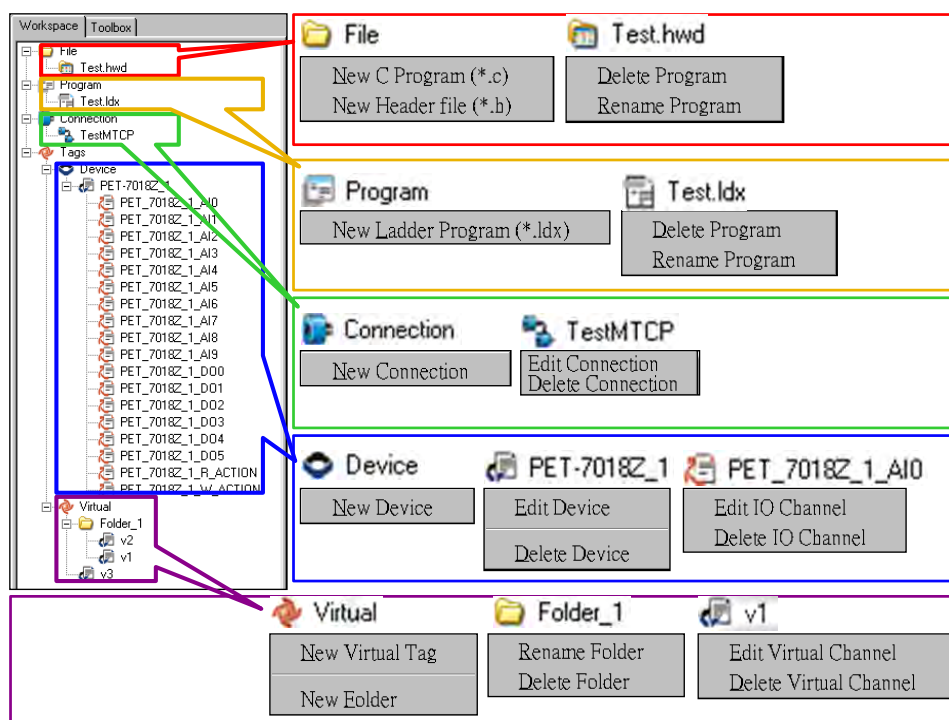 Workspace
Toolbox
File
Test.hwd
Program
Test.ldx
Connection
TestMTCP
Tags
Device
PET-7018Z_1
PET_7018Z_1_AI0
PET_7018Z_1_AI1
PET_7018Z_1_AI2
PET_7018Z_1_AI3
PET_7018Z_1_AI4
PET_7018Z_1_AI5
PET_7018Z_1_AI6
PET_7018Z_1_AI7
PET_7018Z_1_AI8
PET_7018Z_1_AI9
PET_7018Z_1_DO0
PET_7018Z_1_DO1
PET_7018Z_1_DO2
PET_7018Z_1_DO3
PET_7018Z_1_DO4
PET_7018Z_1_DO5
PET_7018Z_1_R_ACTION
PET_7018Z_1_W_ACTION
Virtual
Folder_1
v2
v1
v3
File
New C Program (*.c)
New Header file (*.h)
Test.hwd
Delete Program
Rename Program
Program
New Ladder Program (*.ldx)
Test.ldx
Delete Program
Rename Program
Connection
New Connection
TestMTCP
Edit Connection
Delete Connection
Device
New Device
PET-7018Z_1
Edit Device
Delete Device
PET_7018Z_1_AI0
Edit IO Channel
Delete IO Channel
Virtual
New Virtual Tag
New Folder
Folder_1
Rename Folder
Delete Folder
v1
Edit Virtual Channel
Delete Virtual Channel